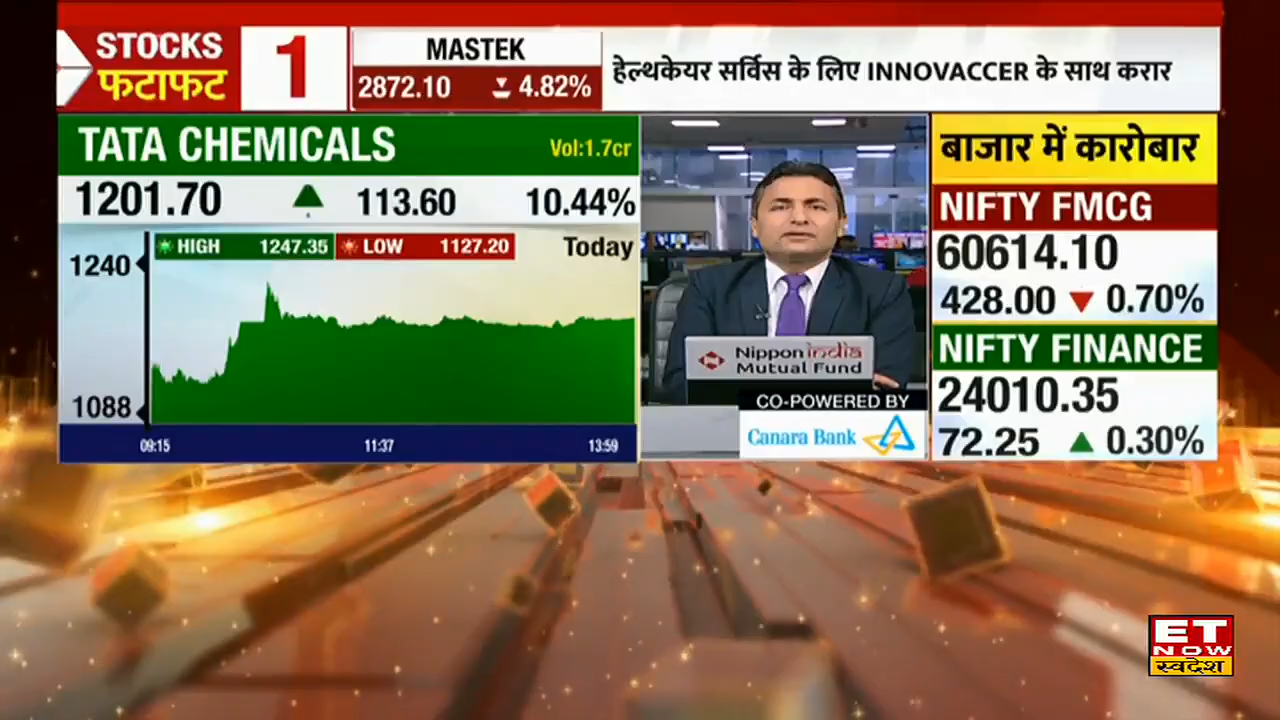 STOCKS
फटाफट
1
MASTEK
2872.10 4.82%
हेल्थकेयर सर्विस के लिए INNOVACCER के साथ करार
TATA CHEMICALS Vol:1.7cr
1201.70 113.60 10.44%
HIGH 1247.35 LOW 1127.20 Today
1240
1088
09:15 11:37 13:59
Nippon india
Mutual Fund
CO-POWERED BY
Canara Bank
बाजार में कारोबार
NIFTY FMCG
60614.10
428.00 0.70%
NIFTY FINANCE
24010.35
72.25 0.30%
ET
NOW
स्वदेश